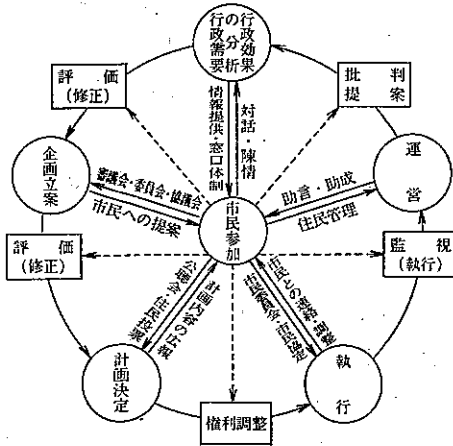 行政需要
の分析
行政効果
評価
(修正)
批判
提案
情報提供・窓口体制
対話・陳情
企画立案
審議会・委員会・協議会
市民への提案
市民参加
助言・助成
住民管理
運営
評価
(修正)
監視
(執行)
公聴会・住民投票
計画内容の広報
市民との連絡・調整
市民委員会・市民協定
計画決定
権利調整
執行